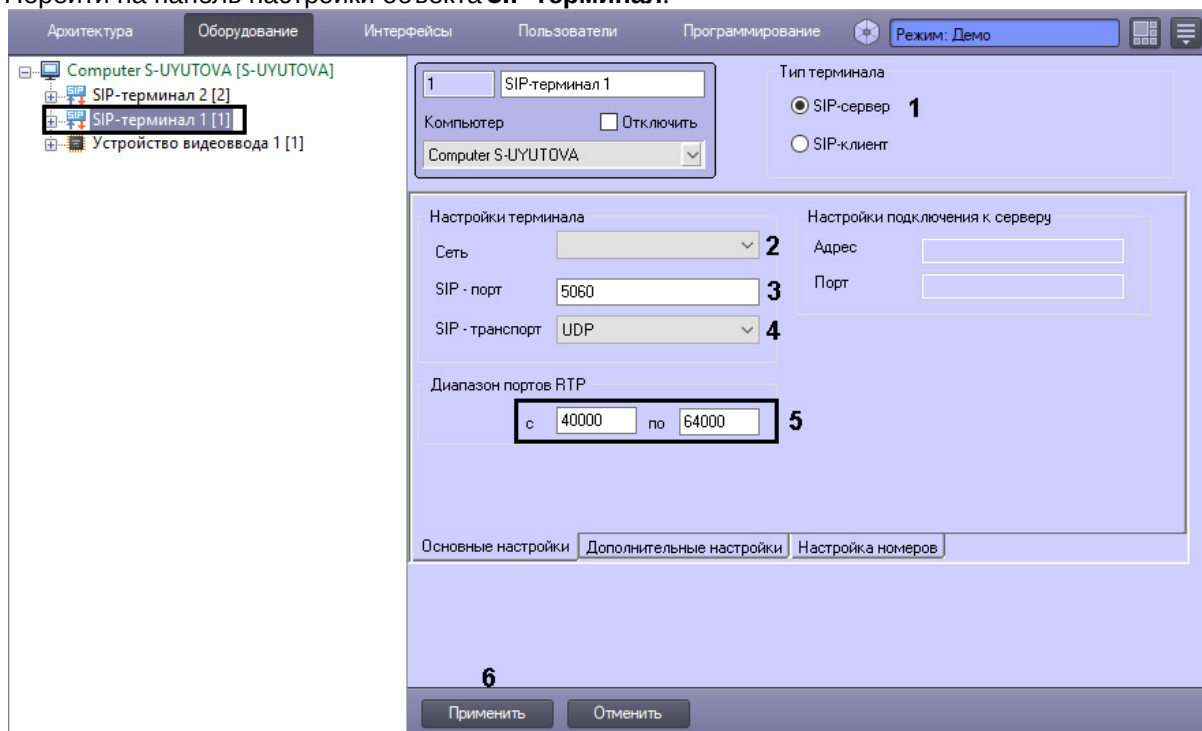 Перейти на панель настройки объекта SIP-терминал.
Архитектура Оборудование Интерфейсы Пользователи Программирование Режим: Демо
Computer S-UYUTOVA [S-UYUTOVA]
SIP-терминал 2 [2]
SIP-терминал 1 [1]
Устройство видеоввода 1 [1]
1 SIP-терминал 1
Компьютер Отключить
Computer S-UYUTOVA
Тип терминала
SIP-сервер 1
SIP-клиент
Настройки терминала
Сеть 2
SIP - порт 5060 3
SIP - транспорт UDP 4
Настройки подключения к серверу
Адрес
Порт
Диапазон портов RTP
с 40000 по 64000 5
Основные настройки Дополнительные настройки Настройка номеров
6
Применить Отменить